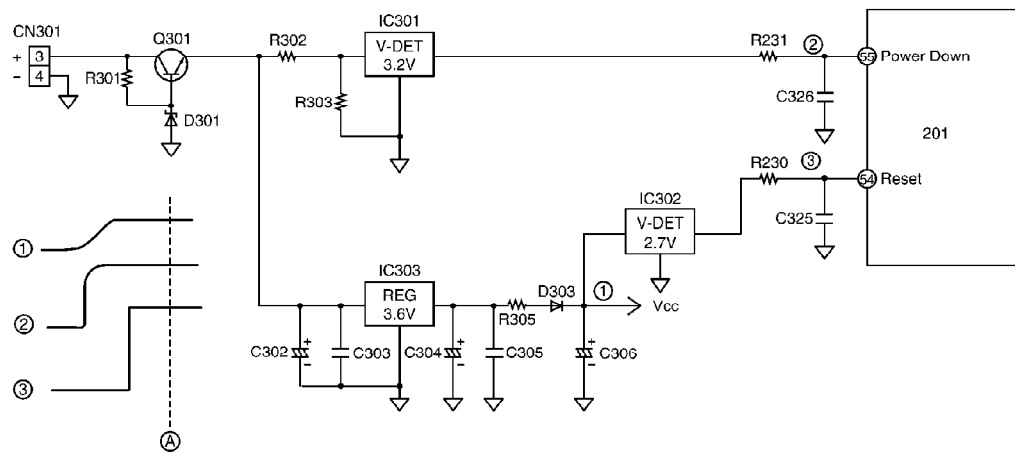 CN301
+ 3
- 4
R301
Q301
D301
R302
R303
IC301
V-DET
3.2V
R231
②
C326
55 Power Down
201
R230
③
C325
54 Reset
IC302
V-DET
2.7V
①
②
③
Ⓐ
IC303
REG
3.6V
C302
+
-
C303
C304
+
-
C305
R305
D303
①
Vcc
+
-
C306